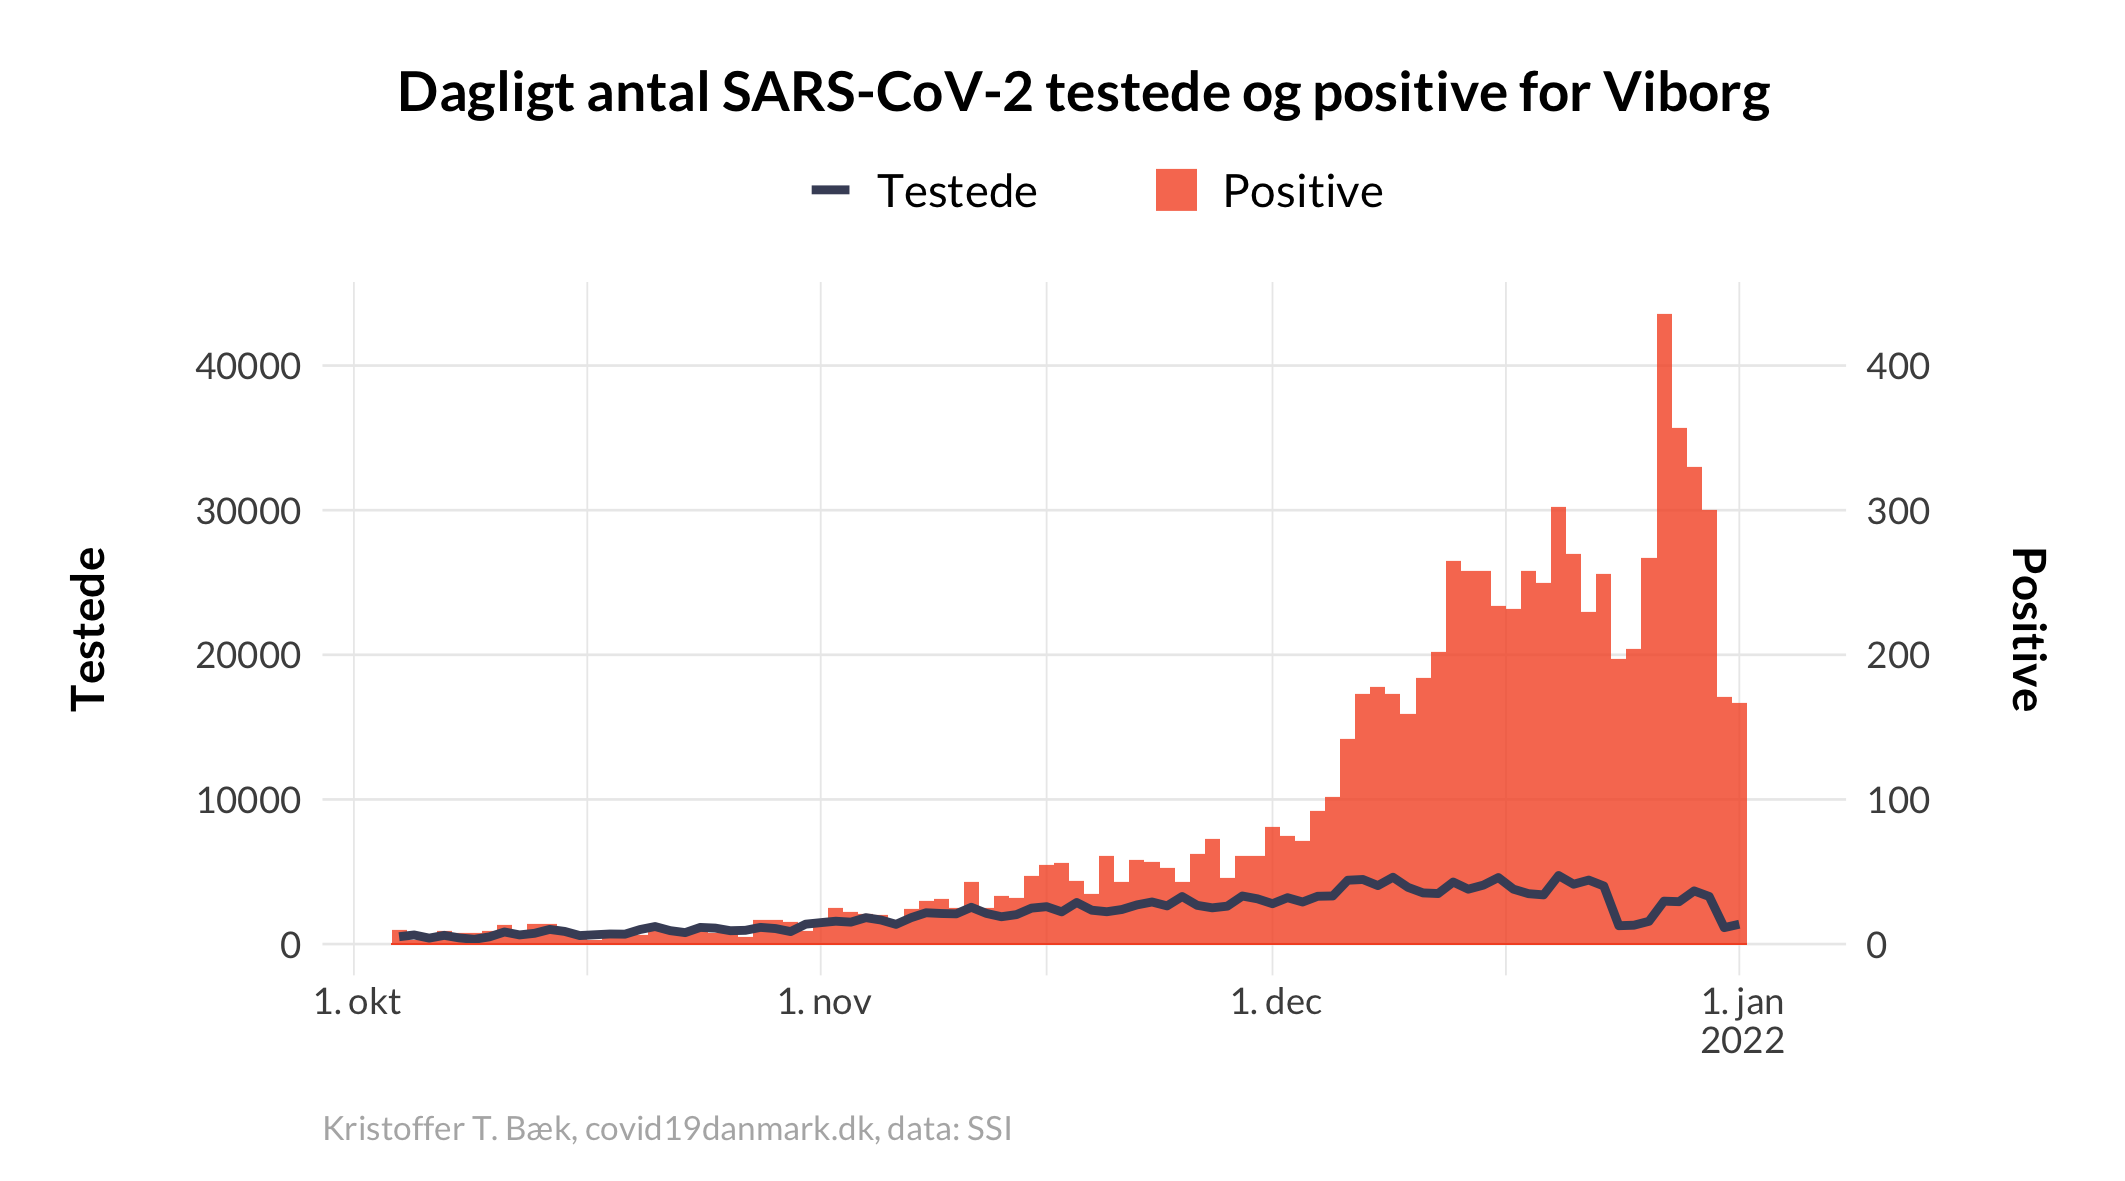 Dagligt antal SARS-CoV-2 testede og positive for Viborg
Testede
Positive
40000
30000
20000
10000
0
Testede
400
300
200
100
0
Positive
1. okt
1. nov
1. dec
1. jan
2022
Kristoffer T. Bæk, covid19danmark.dk, data: SSI